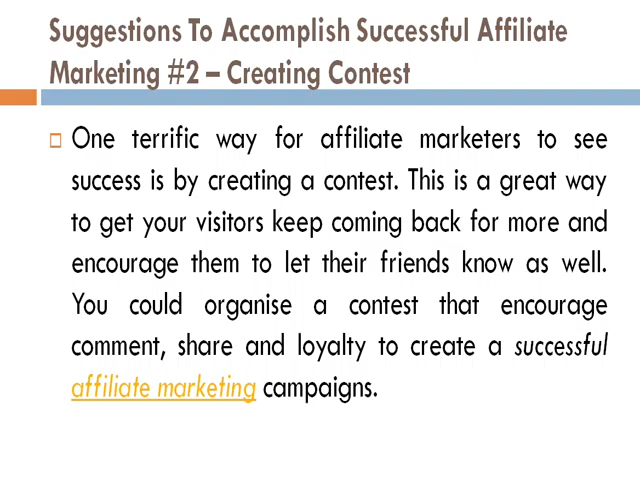 Suggestions To Accomplish Successful Affiliate
Marketing #2 – Creating Contest
One terrific way for affiliate marketers to see
success is by creating a contest. This is a great way
to get your visitors keep coming back for more and
encourage them to let their friends know as well.
You could organise a contest that encourage
comment, share and loyalty to create a successful
affiliate marketing campaigns.